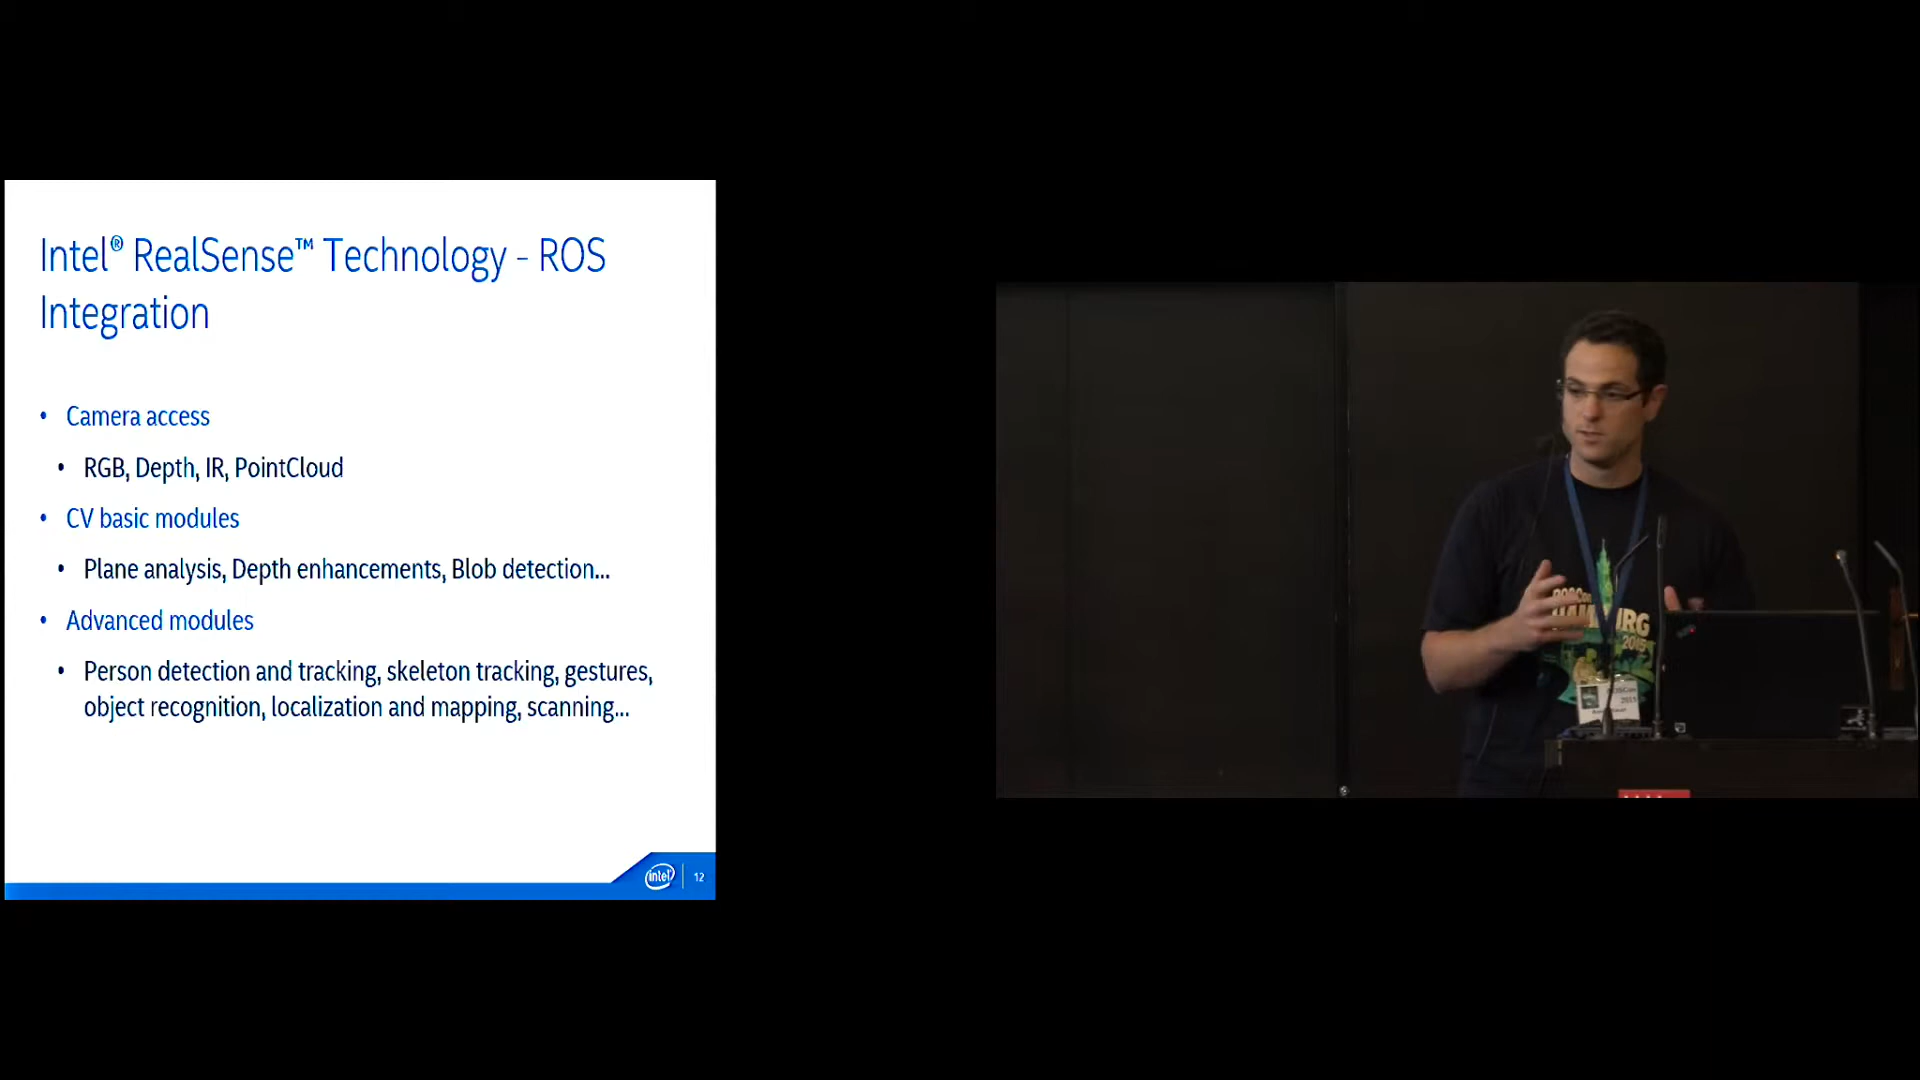 Intel® RealSense™ Technology - ROS
Integration
• Camera access
• RGB, Depth, IR, PointCloud
• CV basic modules
• Plane analysis, Depth enhancements, Blob detection...
• Advanced modules
• Person detection and tracking, skeleton tracking, gestures,
object recognition, localization and mapping, scanning...
intel
12
2015